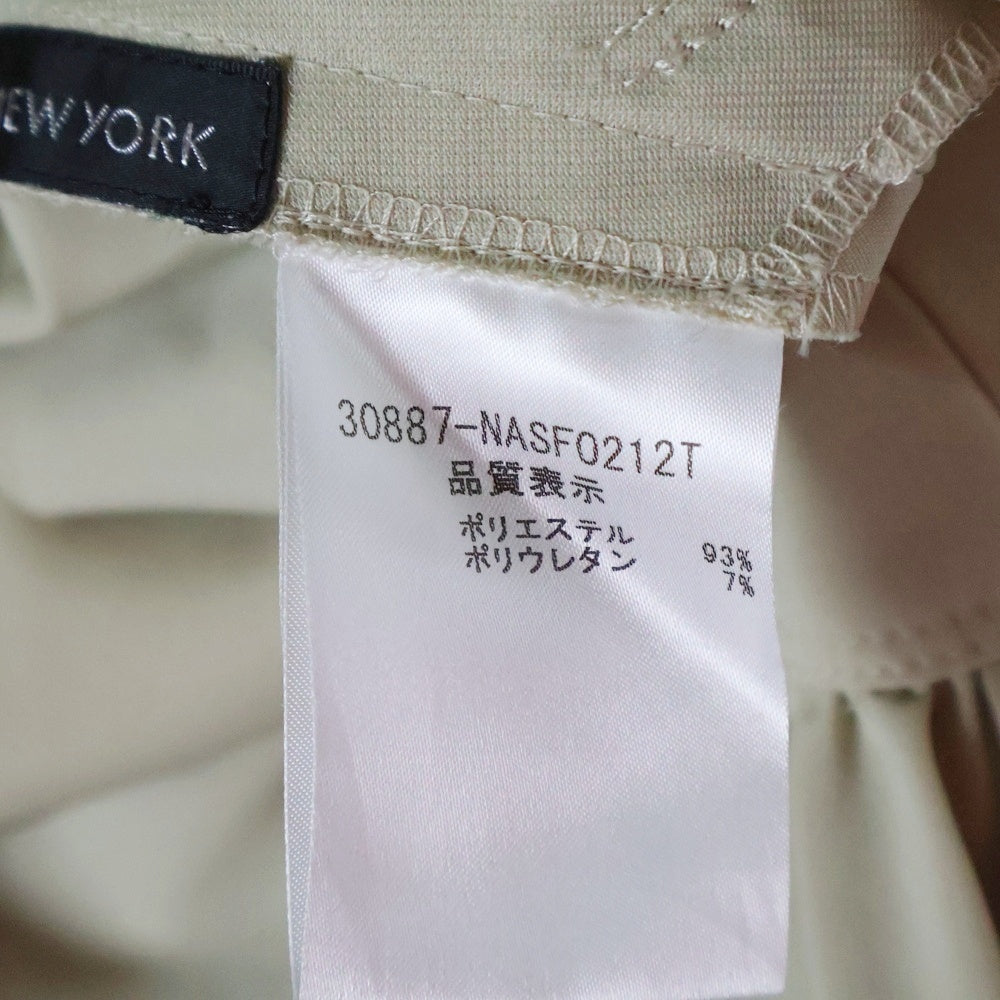 NEW YORK
30887-NASF0212T
品質表示
ポリエステル 93%
ポリウレタン 7%